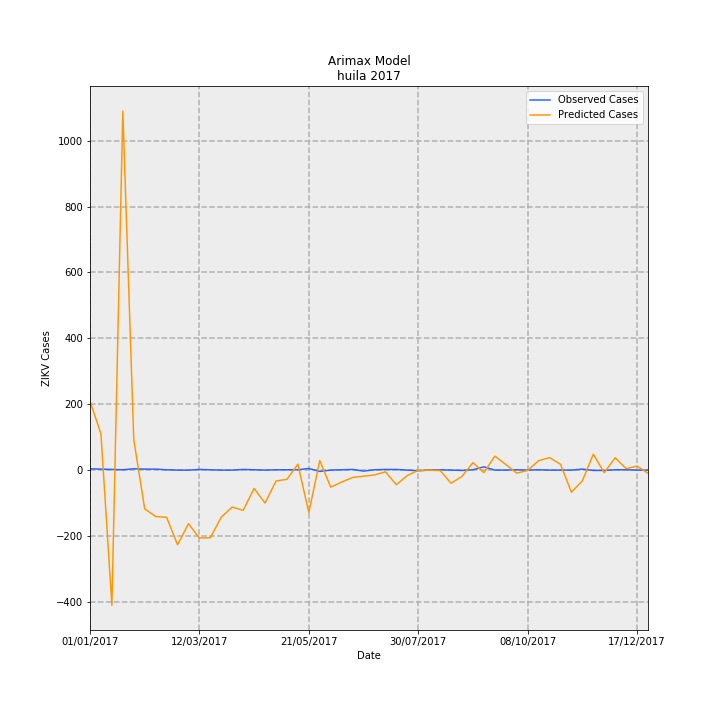 Arimax Model
huila 2017
Observed Cases
Predicted Cases
ZIKV Cases
1000
800
600
400
200
0
−200
−400
01/01/2017 12/03/2017 21/05/2017 30/07/2017 08/10/2017 17/12/2017
Date